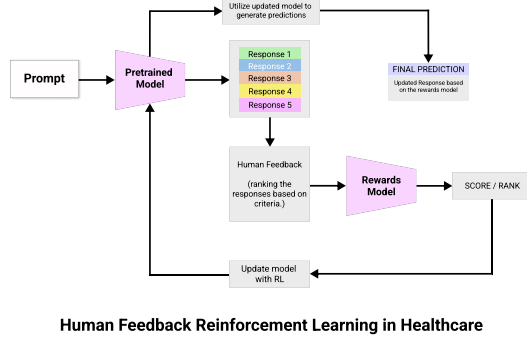 Utilize updated model to
generate predictions
Prompt
Pretrained
Model
Response 1
Response 2
Response 3
Response 4
Response 5
FINAL PREDICTION
Updated Response based
on the rewards model
Human Feedback
(ranking the
responses based on
criteria.)
Rewards
Model
SCORE / RANK
Update model
with RL
Human Feedback Reinforcement Learning in Healthcare